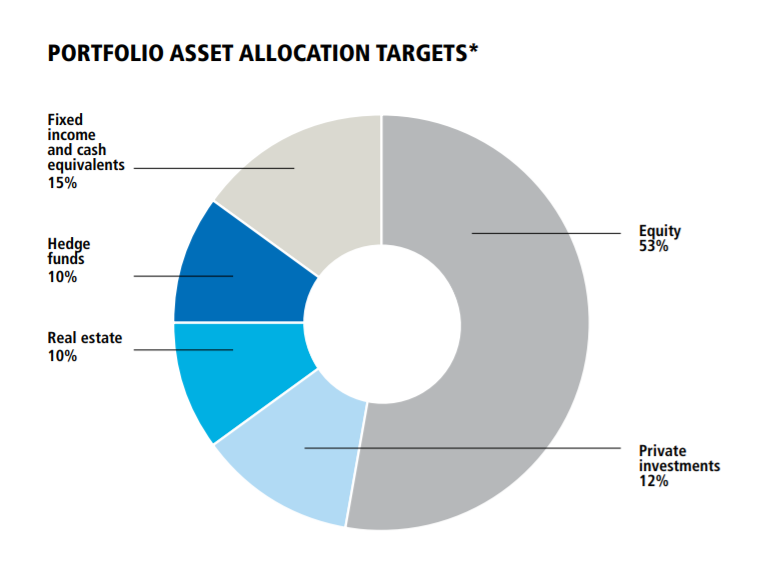 PORTFOLIO ASSET ALLOCATION TARGETS*
Fixed
income
and cash
equivalents
15%
Hedge
funds
10%
Real estate
10%
Equity
53%
Private
investments
12%